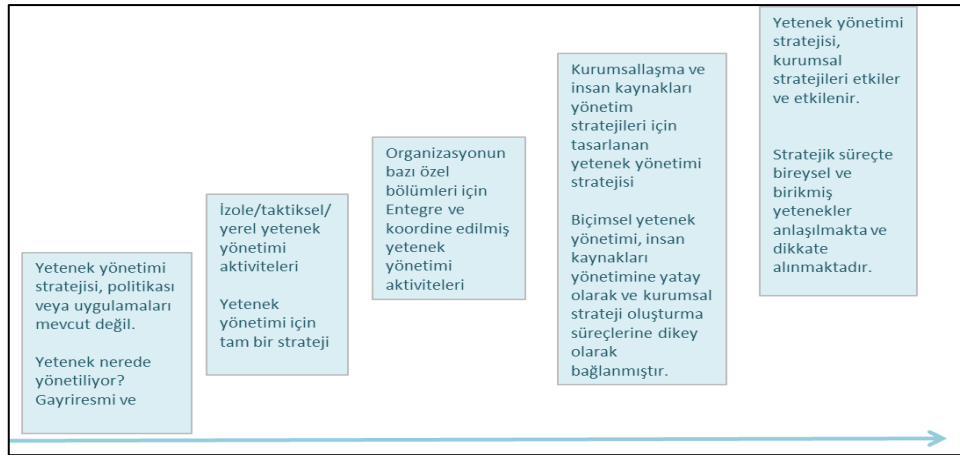 Yetenek yönetimi
stratejisi, politikası
veya uygulamaları
mevcut değil.
Yetenek nerede
yönetiliyor?
Gayriresmi ve
İzole/taktiksel/
yerel yetenek
yönetimi
aktiviteleri
Yetenek
yönetimi için
tam bir strateji
Organizasyonun
bazı özel
bölümleri için
Entegre ve
koordine edilmiş
yetenek
yönetimi
aktiviteleri
Kurumsallaşma ve
insan kaynakları
yönetim
stratejileri için
tasarlanan
yetenek yönetimi
stratejisi
Biçimsel yetenek
yönetimi, insan
kaynakları
yönetimine yatay
olarak ve kurumsal
strateji oluşturma
süreçlerine dikey
olarak
bağlanmıştır.
Yetenek yönetimi
stratejisi,
kurumsal
stratejileri etkiler
ve etkilenir.
Stratejik süreçte
bireysel ve
birikmiş
yetenekler
anlaşılmakta ve
dikkate
alınmaktadır.